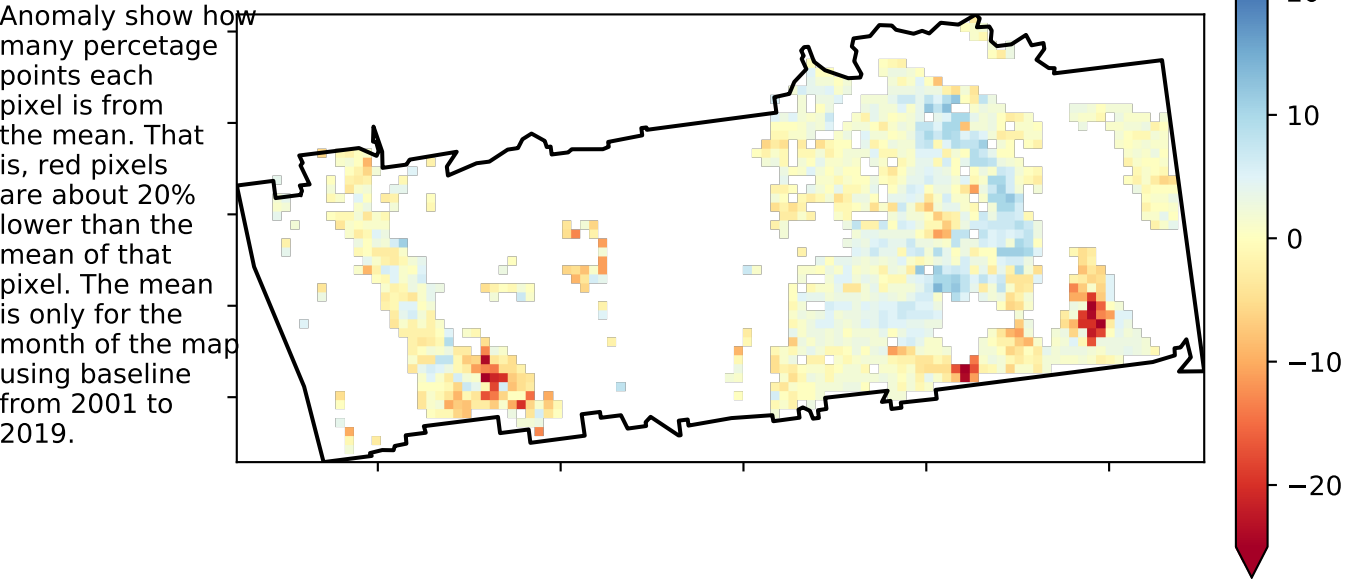 Anomaly show how
many percetage
points each
pixel is from
the mean. That
is, red pixels
are about 20%
lower than the
mean of that
pixel. The mean
is only for the
month of the map
using baseline
from 2001 to
2019.
10
0
−10
−20